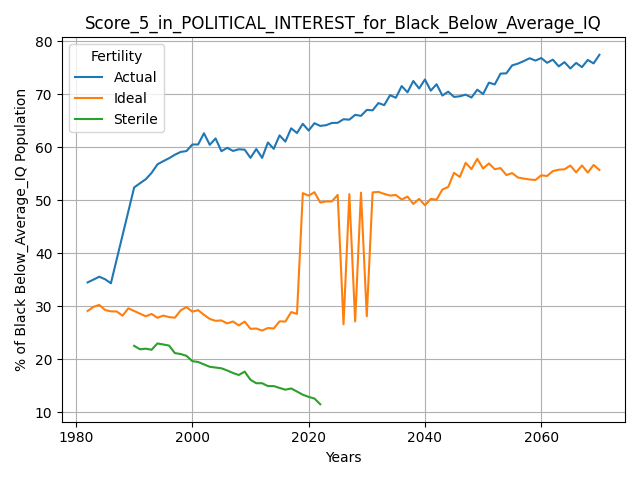 Score_5_in_POLITICAL_INTEREST_for_Black_Below_Average_IQ
Fertility
Actual
Ideal
Sterile
% of Black Below_Average_IQ Population
80
70
60
50
40
30
20
10
1980 2000 2020 2040 2060
Years